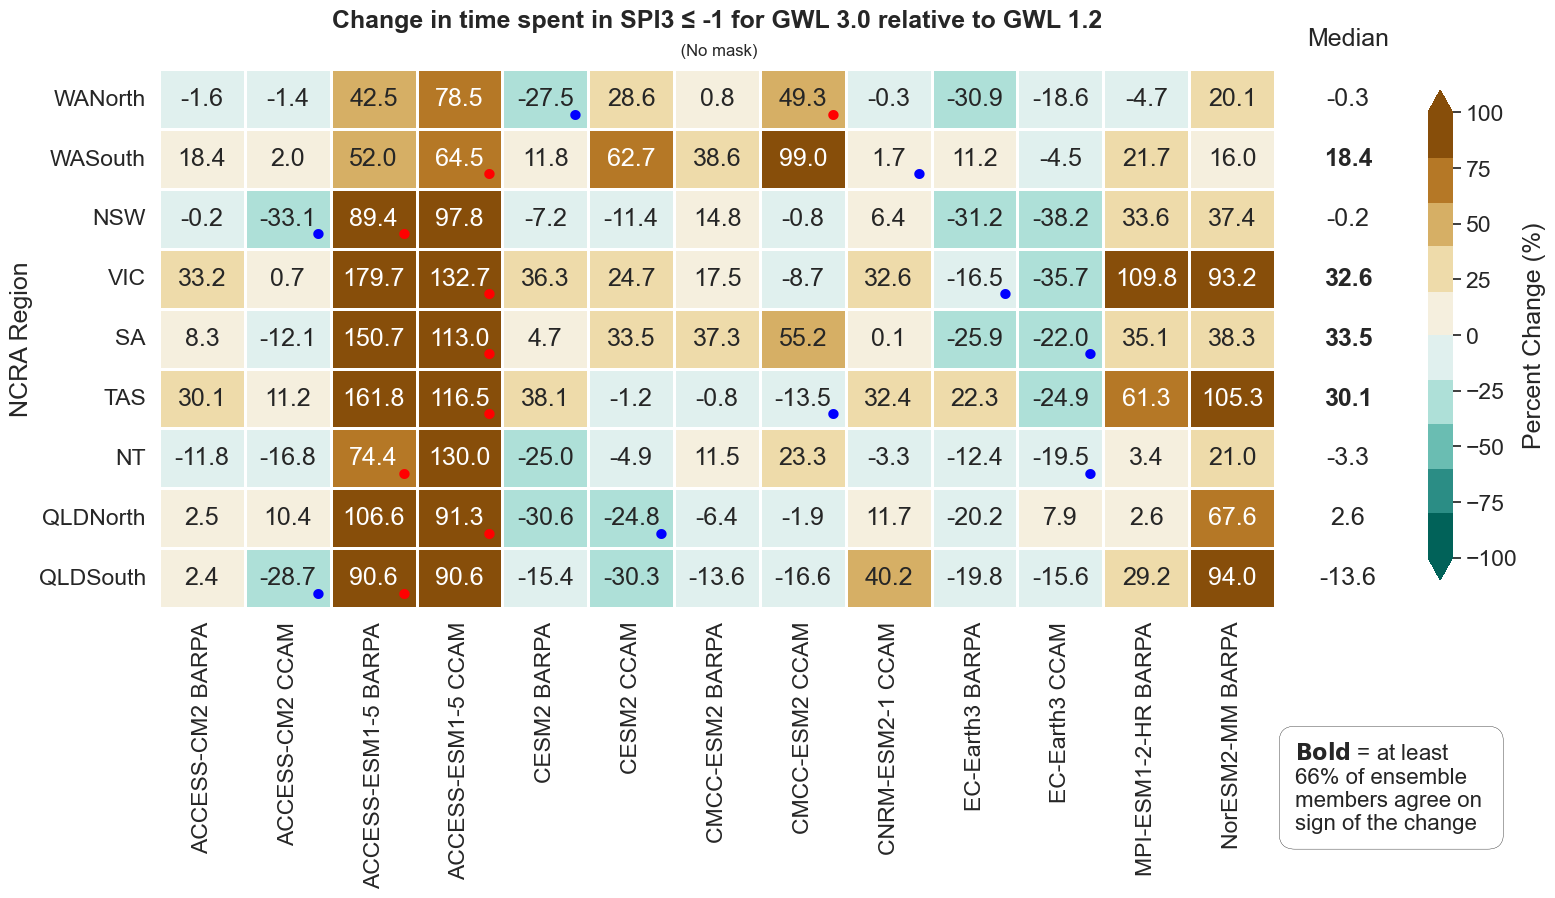 Change in time spent in SPI3 ≤ -1 for GWL 3.0 relative to GWL 1.2
(No mask)
Median
WANorth -1.6 -1.4 42.5 78.5 -27.5 28.6 0.8 49.3 -0.3 -30.9 -18.6 -4.7 20.1 -0.3
WASouth 18.4 2.0 52.0 64.5 11.8 62.7 38.6 99.0 1.7 11.2 -4.5 21.7 16.0 18.4
NSW -0.2 -33.1 89.4 97.8 -7.2 -11.4 14.8 -0.8 6.4 -31.2 -38.2 33.6 37.4 -0.2
VIC 33.2 0.7 179.7 132.7 36.3 24.7 17.5 -8.7 32.6 -16.5 -35.7 109.8 93.2 32.6
SA 8.3 -12.1 150.7 113.0 4.7 33.5 37.3 55.2 0.1 -25.9 -22.0 35.1 38.3 33.5
TAS 30.1 11.2 161.8 116.5 38.1 -1.2 -0.8 -13.5 32.4 22.3 -24.9 61.3 105.3 30.1
NT -11.8 -16.8 74.4 130.0 -25.0 -4.9 11.5 23.3 -3.3 -12.4 -19.5 3.4 21.0 -3.3
QLDNorth 2.5 10.4 106.6 91.3 -30.6 -24.8 -6.4 -1.9 11.7 -20.2 7.9 2.6 67.6 2.6
QLDSouth 2.4 -28.7 90.6 90.6 -15.4 -30.3 -13.6 -16.6 40.2 -19.8 -15.6 29.2 94.0 -13.6
NCRA Region
ACCESS-CM2 BARPA
ACCESS-CM2 CCAM
ACCESS-ESM1-5 BARPA
ACCESS-ESM1-5 CCAM
CESM2 BARPA
CESM2 CCAM
CMCC-ESM2 BARPA
CMCC-ESM2 CCAM
CNRM-ESM2-1 CCAM
EC-Earth3 BARPA
EC-Earth3 CCAM
MPI-ESM1-2-HR BARPA
NorESM2-MM BARPA
100
75
50
25
0
−25
−50
−75
−100
Percent Change (%)
Bold = at least
66% of ensemble
members agree on
sign of the change